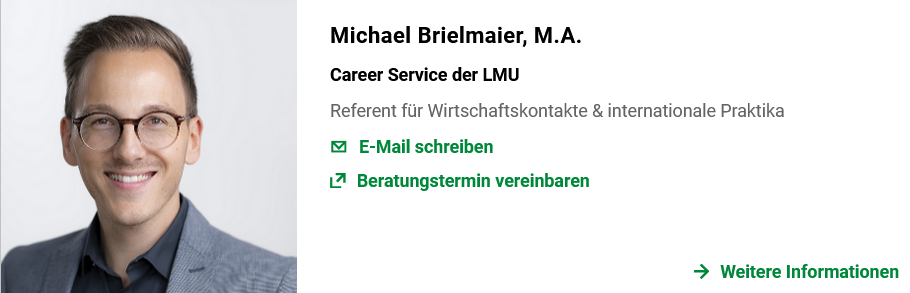 Michael Brielmaier, M.A.
Career Service der LMU
Referent für Wirtschaftskontakte & internationale Praktika
E-Mail schreiben
Beratungstermin vereinbaren
Weitere Informationen